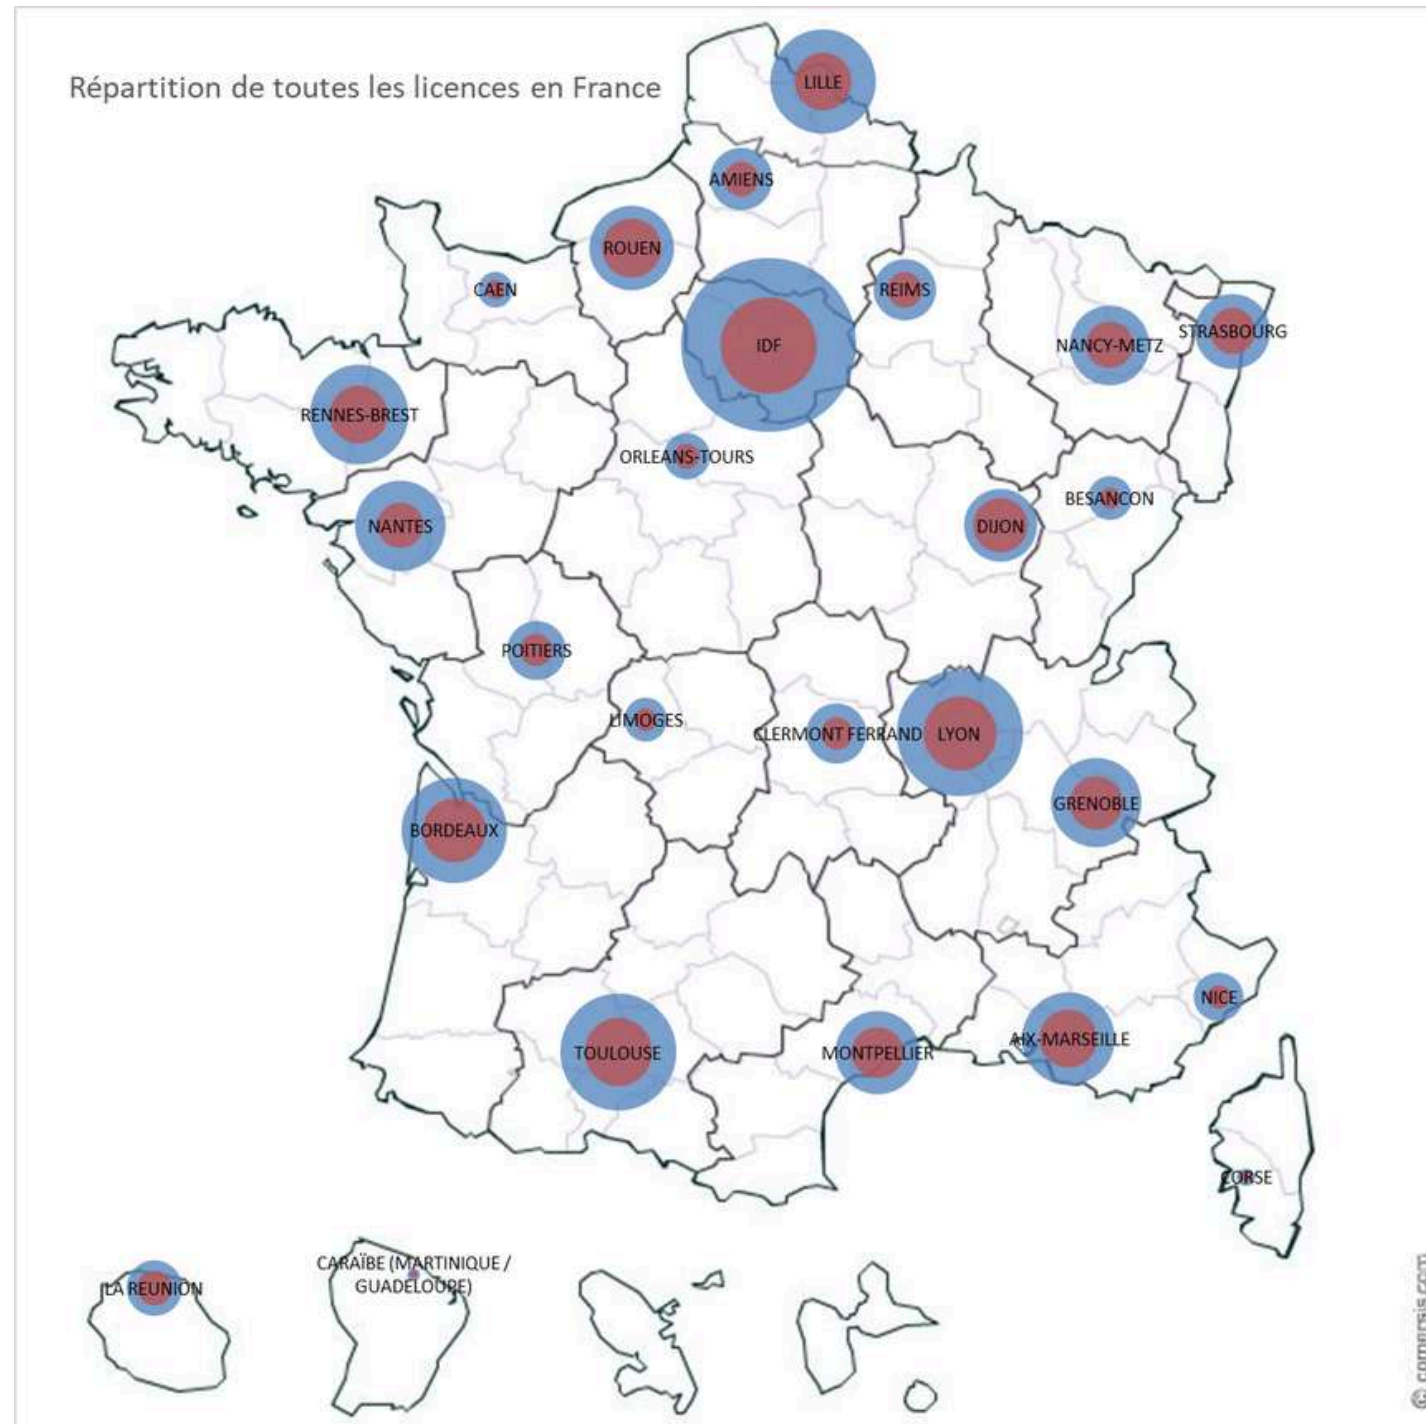 Répartition de toutes les licences en France
LILLE
AMIENS
ROUEN
CAEN
REIMS
IDF
NANCY-METZ
STRASBOURG
RENNES-BREST
ORLEANS-TOURS
BESANCON
NANTES
DIJON
POITIERS
LIMOGES
CLERMONT FERRAND
LYON
GRENOBLE
BORDEAUX
NICE
TOULOUSE
MONTPELLIER
AIX-MARSEILLE
CORSE
LA REUNION
CARAÏBE (MARTINIQUE /
GUADELOUPE)
© comersis.com